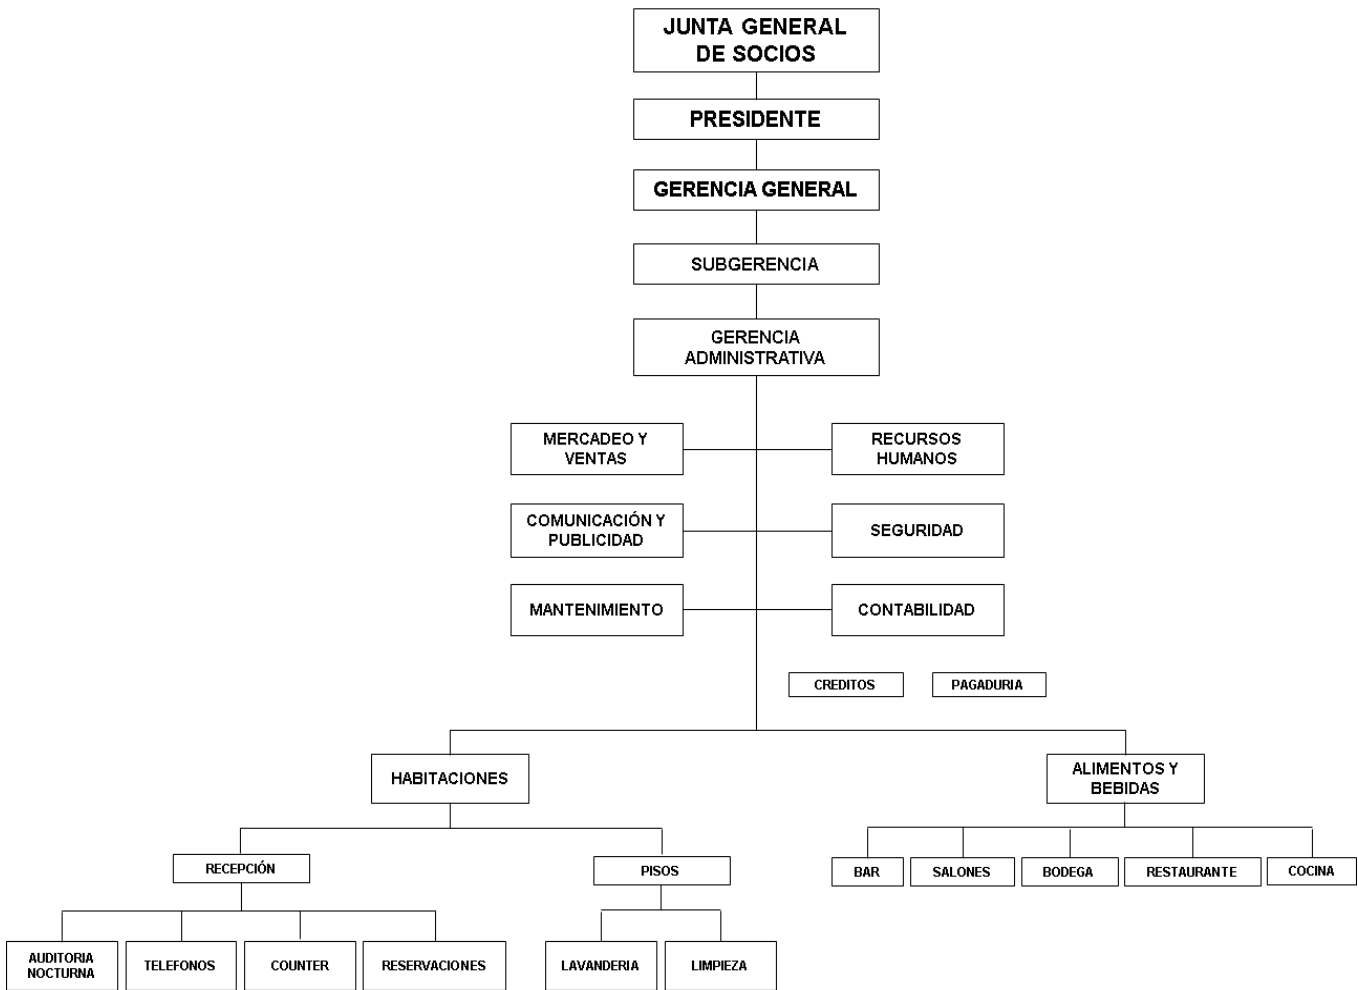 JUNTA GENERAL
DE SOCIOS
PRESIDENTE
GERENCIA GENERAL
SUBGERENCIA
GERENCIA
ADMINISTRATIVA
MERCADEO Y
VENTAS
RECURSOS
HUMANOS
COMUNICACIÓN Y
PUBLICIDAD
SEGURIDAD
MANTENIMIENTO
CONTABILIDAD
CREDITOS
PAGADURIA
HABITACIONES
ALIMENTOS Y
BEBIDAS
RECEPCIÓN
PISOS
BAR
SALONES
BODEGA
RESTAURANTE
COCINA
AUDITORIA
NOCTURNA
TELEFONOS
COUNTER
RESERVACIONES
LAVANDERIA
LIMPIEZA